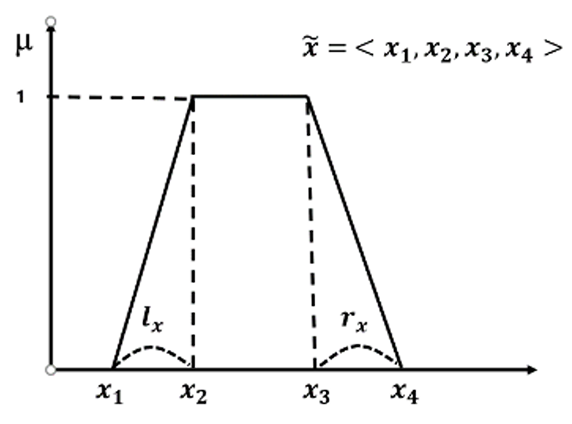 μ
x̃ = < x₁, x₂, x₃, x₄ >
1
lₓ
rₓ
x₁ x₂ x₃ x₄